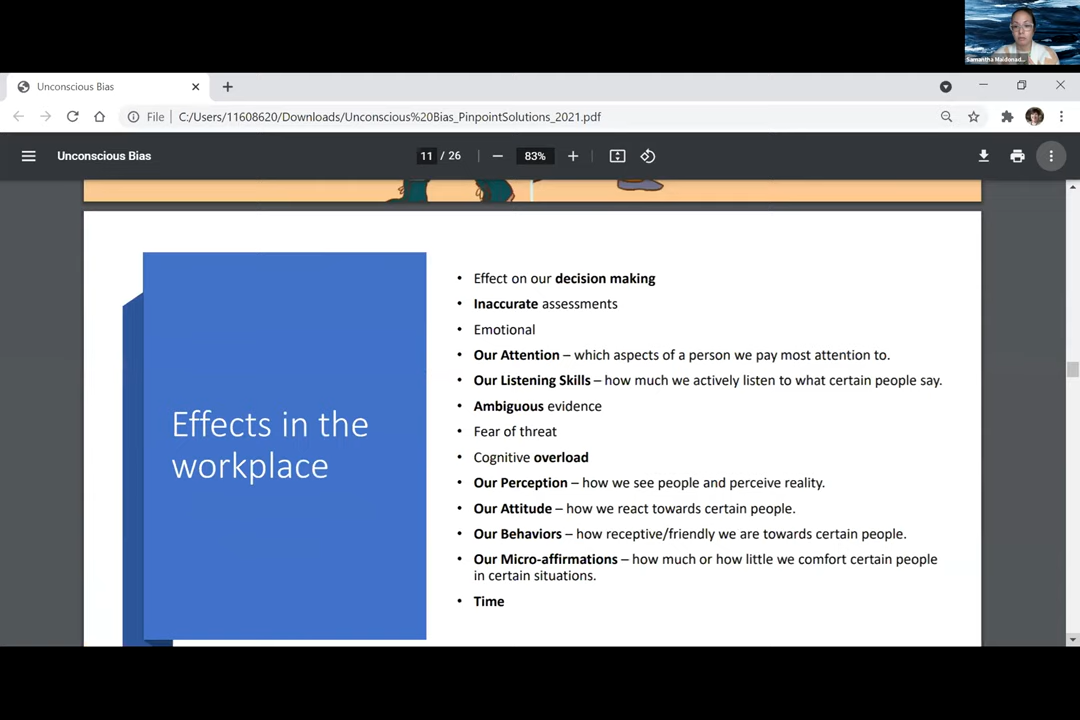 Samantha Maldonad...
Unconscious Bias
File
C:/Users/11608620/Downloads/Unconscious%20Bias_PinpointSolutions_2021.pdf
Unconscious Bias
11 / 26
83%
Effects in the
workplace
• Effect on our decision making
• Inaccurate assessments
• Emotional
• Our Attention – which aspects of a person we pay most attention to.
• Our Listening Skills – how much we actively listen to what certain people say.
• Ambiguous evidence
• Fear of threat
• Cognitive overload
• Our Perception – how we see people and perceive reality.
• Our Attitude – how we react towards certain people.
• Our Behaviors – how receptive/friendly we are towards certain people.
• Our Micro-affirmations – how much or how little we comfort certain people
in certain situations.
• Time